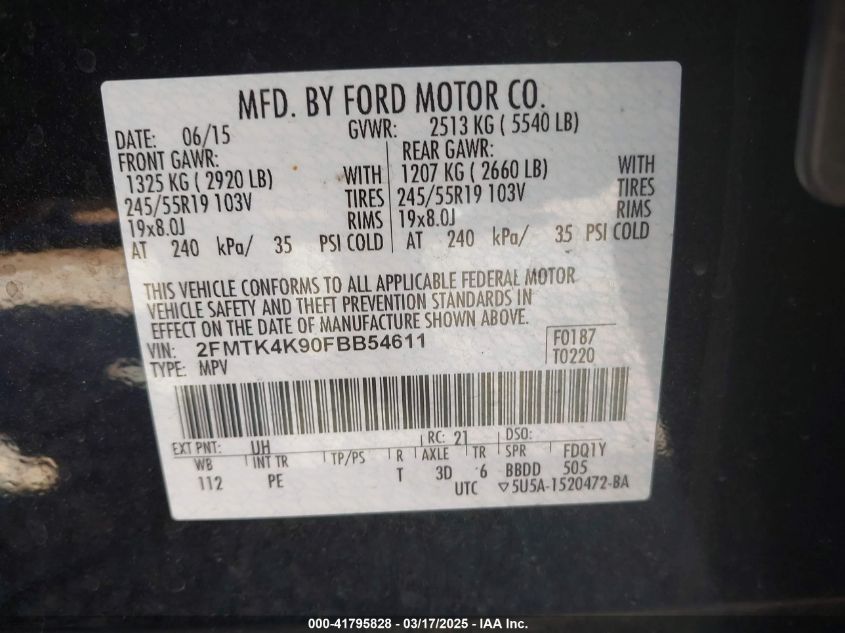 MFD. BY FORD MOTOR CO.
DATE: 06/15 GVWR: 2513 KG ( 5540 LB)
FRONT GAWR: REAR GAWR:
1325 KG ( 2920 LB) WITH 1207 KG ( 2660 LB) WITH
245/55R19 103V TIRES 245/55R19 103V TIRES
19x8.0J RIMS 19x8.0J RIMS
AT 240 kPa/ 35 PSI COLD AT 240 kPa/ 35 PSI COLD
THIS VEHICLE CONFORMS TO ALL APPLICABLE FEDERAL MOTOR
VEHICLE SAFETY AND THEFT PREVENTION STANDARDS IN
EFFECT ON THE DATE OF MANUFACTURE SHOWN ABOVE.
VIN: 2FMTK4K90FBB54611 F0187
TYPE: MPV T0220
EXT PNT: UH RC: 21 DSO:
WB INT TR TP/PS R AXLE TR SPR FDQ1Y
112 PE T 3D 6 BBDD 505
UTC ▽5U5A-1520472-BA
000-41795828 - 03/17/2025 - IAA Inc.